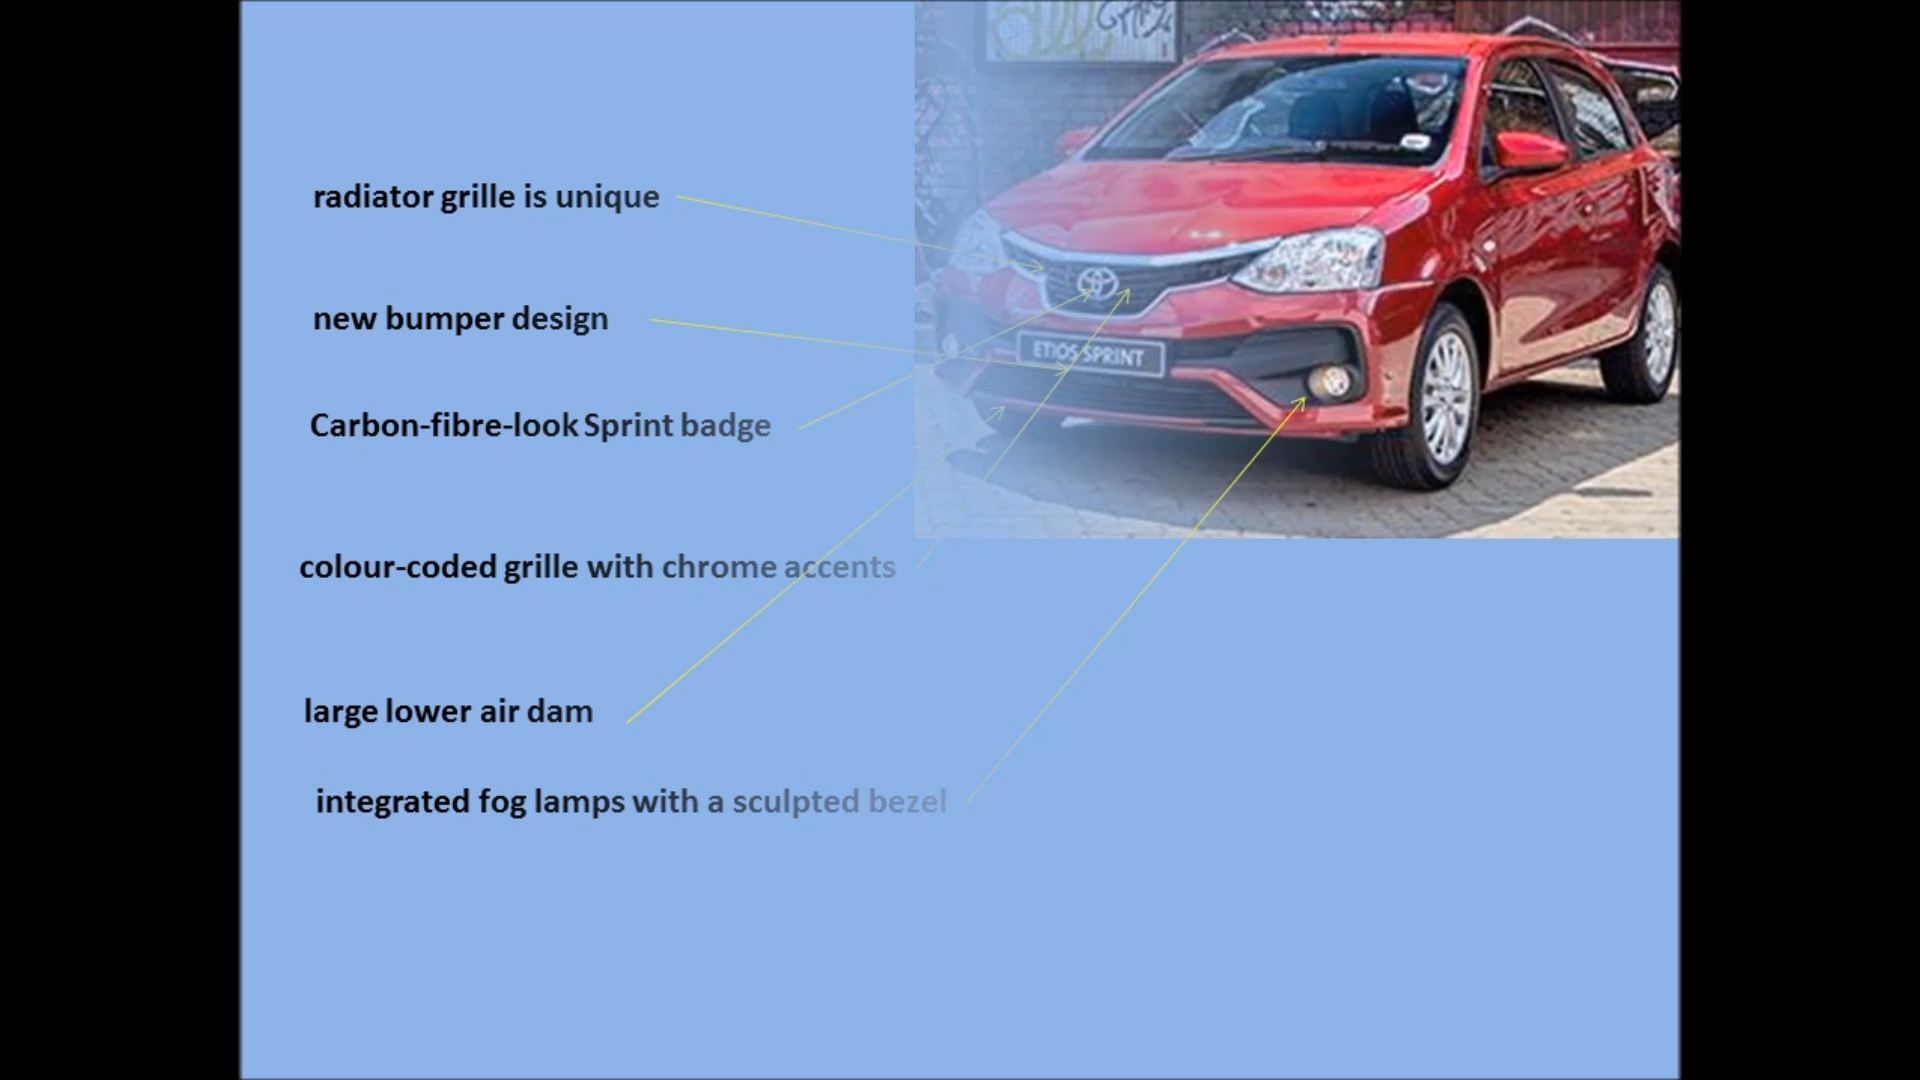 radiator grille is unique
new bumper design
ETIOS SPRINT
Carbon-fibre-look Sprint badge
colour-coded grille with chrome accents
large lower air dam
integrated fog lamps with a sculpted bezel